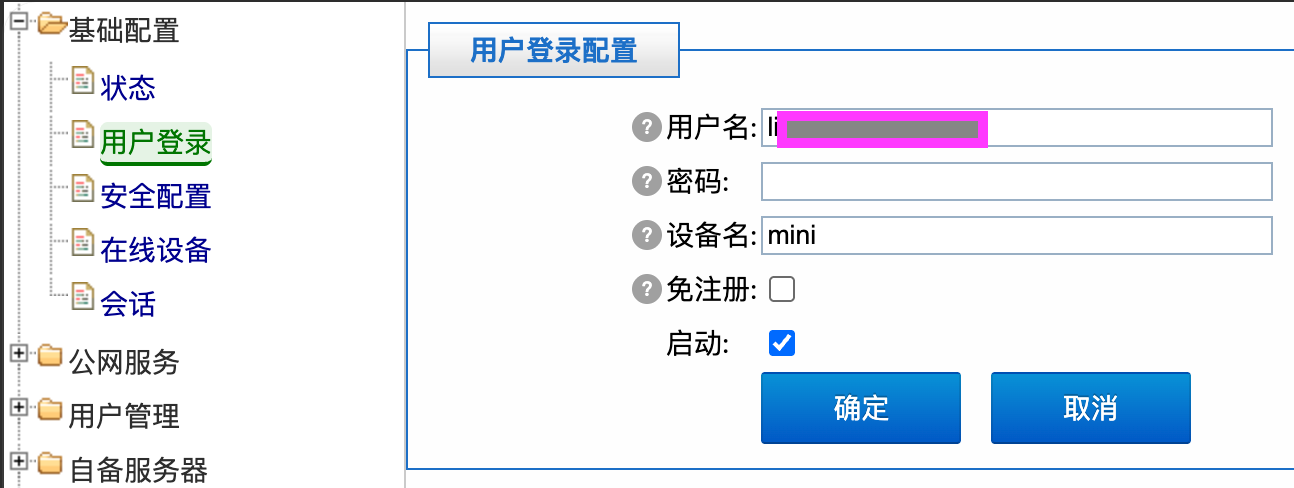 基础配置
状态
用户登录
安全配置
在线设备
会话
公网服务
用户管理
自备服务器
用户登录配置
? 用户名: li
? 密码:
? 设备名: mini
? 免注册:
启动:
确定 取消